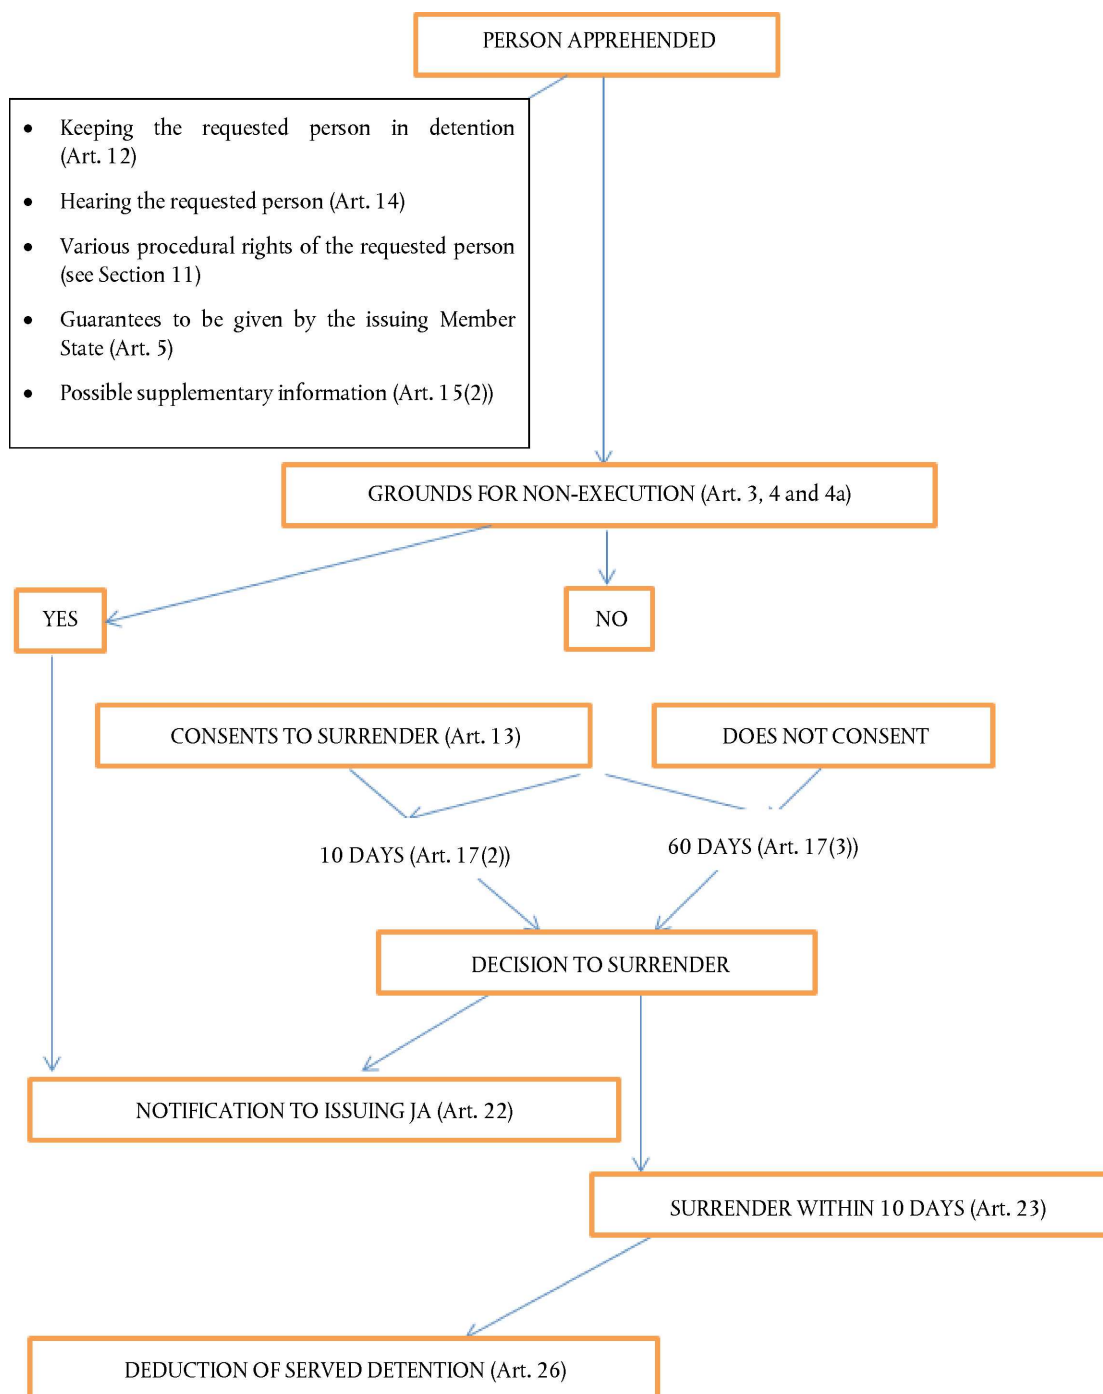 PERSON APPREHENDED
• Keeping the requested person in detention
(Art. 12)
• Hearing the requested person (Art. 14)
• Various procedural rights of the requested person
(see Section 11)
• Guarantees to be given by the issuing Member
State (Art. 5)
• Possible supplementary information (Art. 15(2))
GROUNDS FOR NON-EXECUTION (Art. 3, 4 and 4a)
YES
NO
CONSENTS TO SURRENDER (Art. 13)
DOES NOT CONSENT
10 DAYS (Art. 17(2))
60 DAYS (Art. 17(3))
DECISION TO SURRENDER
NOTIFICATION TO ISSUING JA (Art. 22)
SURRENDER WITHIN 10 DAYS (Art. 23)
DEDUCTION OF SERVED DETENTION (Art. 26)